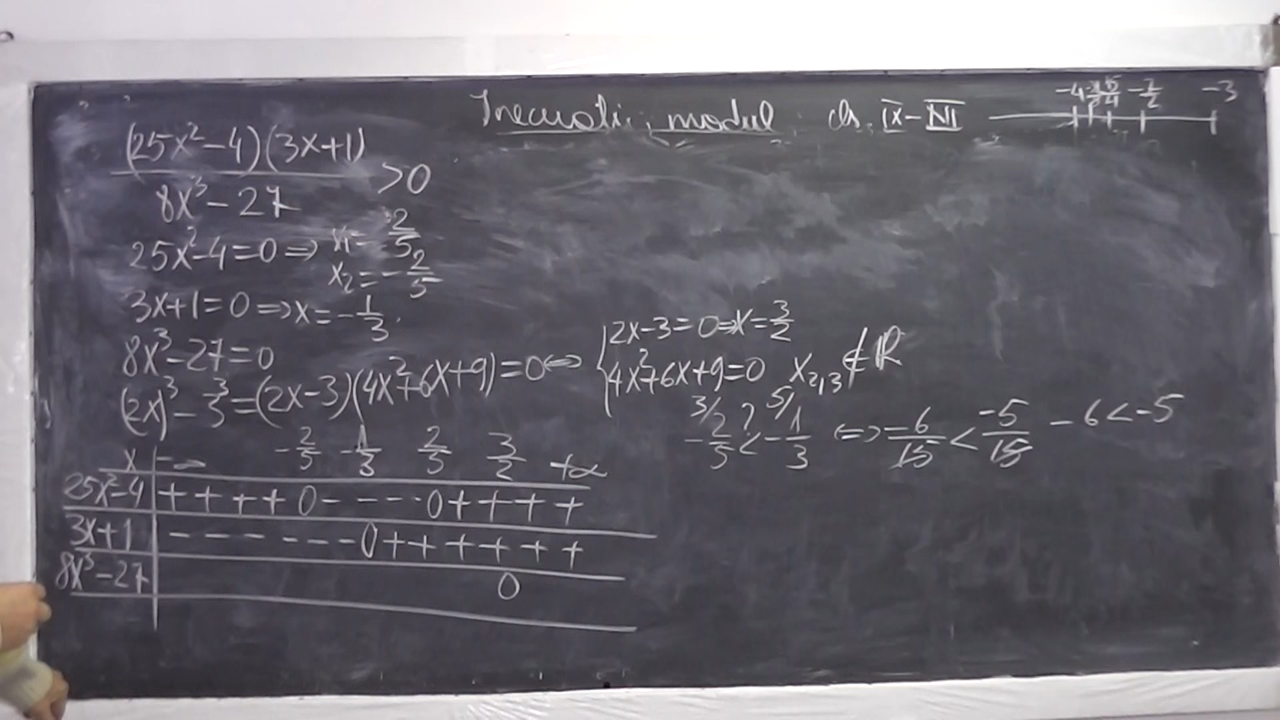 Inecuatii, modul, cls. IX-XII
-4 -1/2 -3
(25x²-4)(3x+1)
8x³-27 >0
25x²-4=0 => x₁=2/5
x₂=-2/5
3x+1=0 => x=-1/3.
8x³-27=0
(2x)³-3³=(2x-3)(4x²+6x+9)=0 <=>
2x-3=0 => x=3/2
4x²+6x+9=0 x₂,₃ ∉ ℝ
3/ 5/
-2/5 ?< -1/3 <=> -6/15 < -5/15 -6<-5
x -∞ -2/5 -1/3 2/5 3/2 +∞
25x²-4 + + + + 0 - - - - 0 + + + +
3x+1 - - - - - - - 0 + + + + + +
8x³-27 0